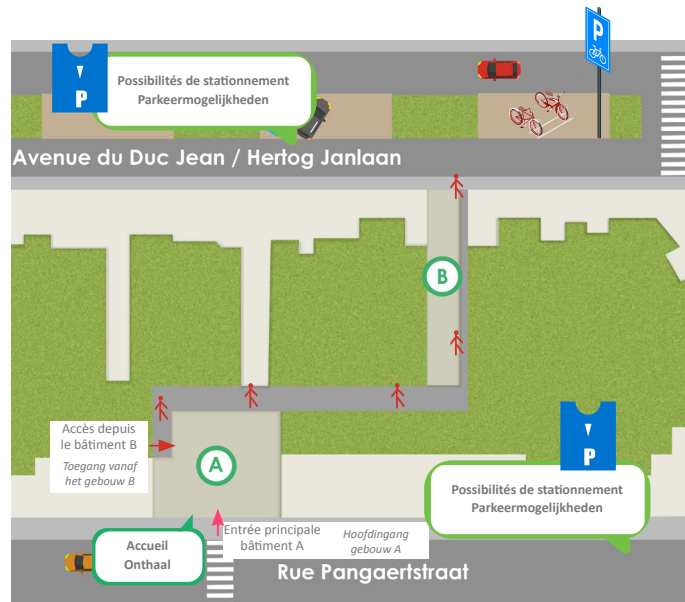 P
Possibilités de stationnement
Parkeermogelijkheden
P
Avenue du Duc Jean / Hertog Janlaan
B
Accès depuis
le bâtiment B
Toegang vanaf
het gebouw B
A
P
Possibilités de stationnement
Parkeermogelijkheden
Entrée principale
bâtiment A
Hoofdingang
gebouw A
Accueil
Onthaal
Rue Pangaertstraat